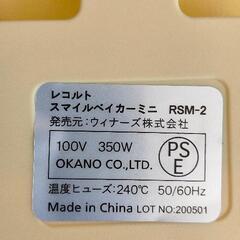 レコルト
スマイルベイカーミニ RSM-2
発売元：ウィナーズ株式会社
100V 350W
OKANO CO.,LTD.
PS
E
温度ヒューズ：240℃ 50/60Hz
Made in China LOT NO:200501